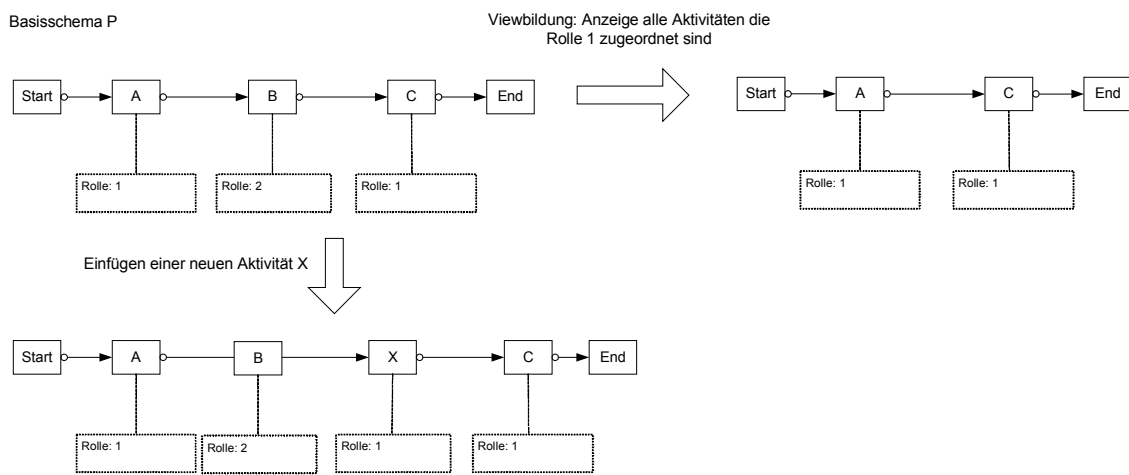 Basisschema P
Viewbildung: Anzeige alle Aktivitäten die
Rolle 1 zugeordnet sind
Start
A
B
C
End
Start
A
C
End
Rolle: 1
Rolle: 2
Rolle: 1
Rolle: 1
Rolle: 1
Einfügen einer neuen Aktivität X
Start
A
B
X
C
End
Rolle: 1
Rolle: 2
Rolle: 1
Rolle: 1